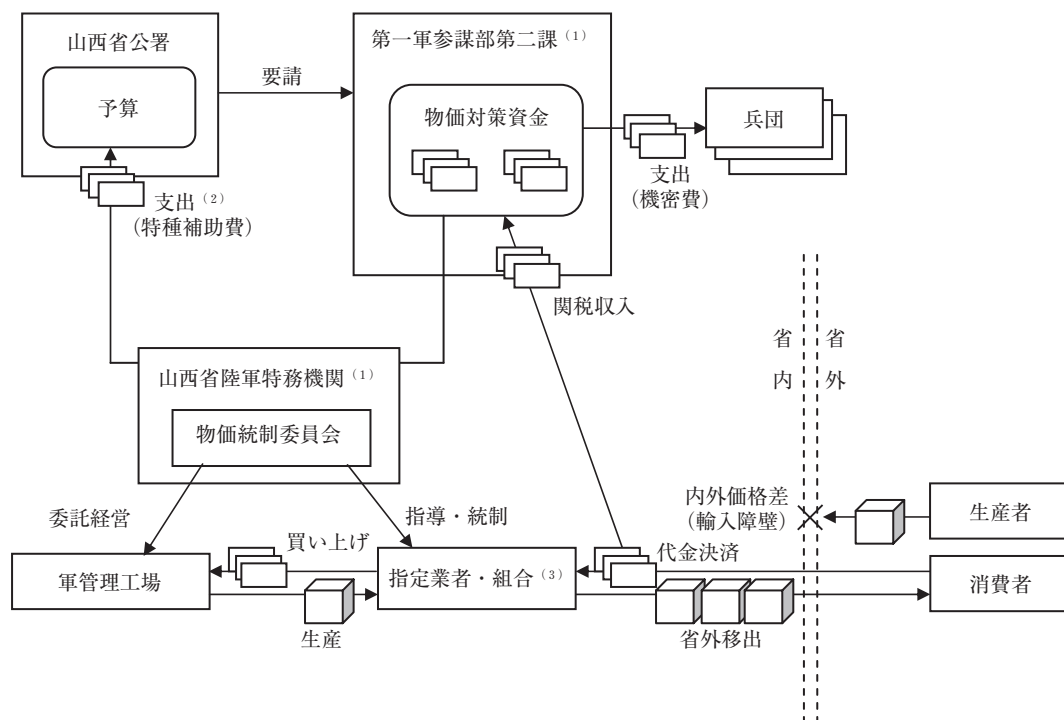 山西省公署
予算
要請
第一軍参謀部第二課（1）
物価対策資金
兵団
支出
（機密費）
支出（2）
（特種補助費）
関税収入
省内
省外
山西省陸軍特務機関（1）
物価統制委員会
委託経営
指導・統制
内外価格差
（輸入障壁）
生産者
買い上げ
代金決済
軍管理工場
指定業者・組合（3）
消費者
生産
省外移出